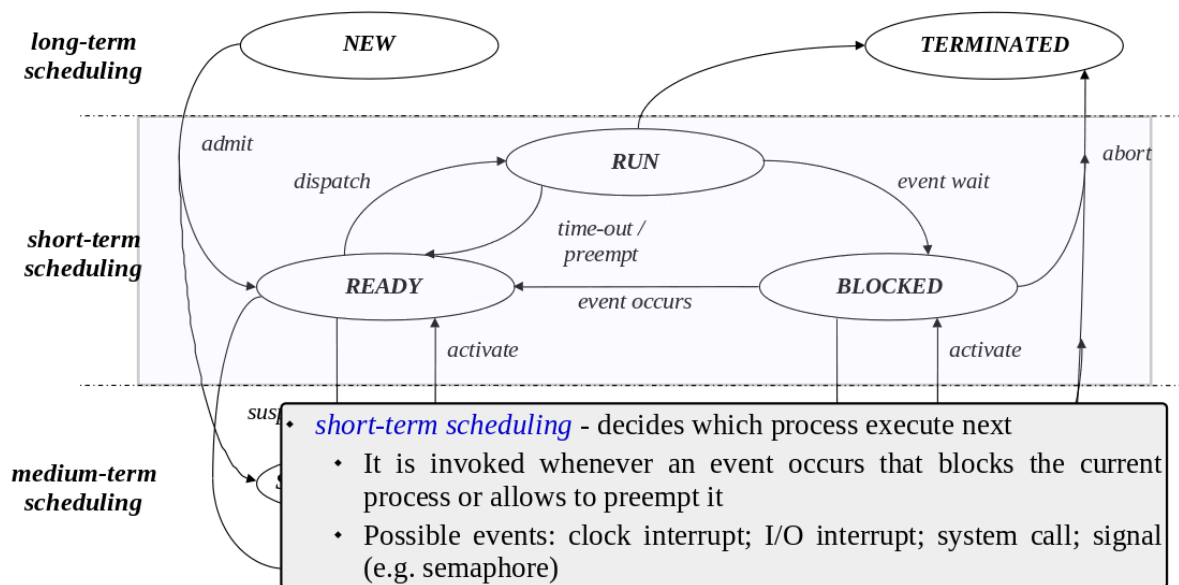 long-term
scheduling
NEW
TERMINATED
admit
dispatch
RUN
event wait
abort
time-out /
preempt
short-term
scheduling
READY
event occurs
BLOCKED
activate
activate
medium-term
scheduling
short-term scheduling - decides which process execute next
It is invoked whenever an event occurs that blocks the current
process or allows to preempt it
Possible events: clock interrupt; I/O interrupt; system call; signal
(e.g. semaphore)